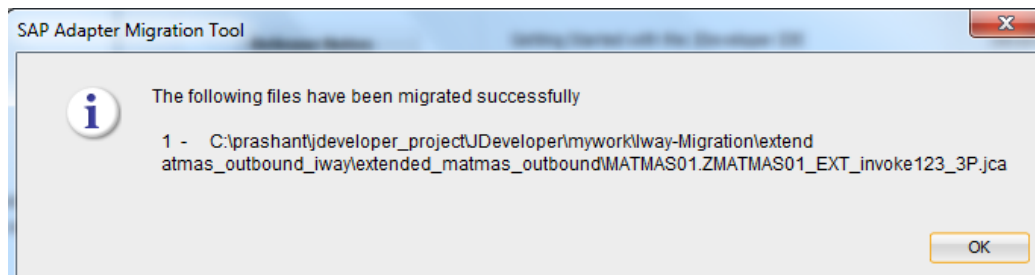 SAP Adapter Migration Tool
The following files have been migrated successfully
1 - C:\prashant\jdeveloper_project\JDeveloper\mywork\Iway-Migration\extend
atmas_outbound_iway\extended_matmas_outbound\MATMAS01.ZMATMAS01_EXT_invoke123_3P.jca
OK